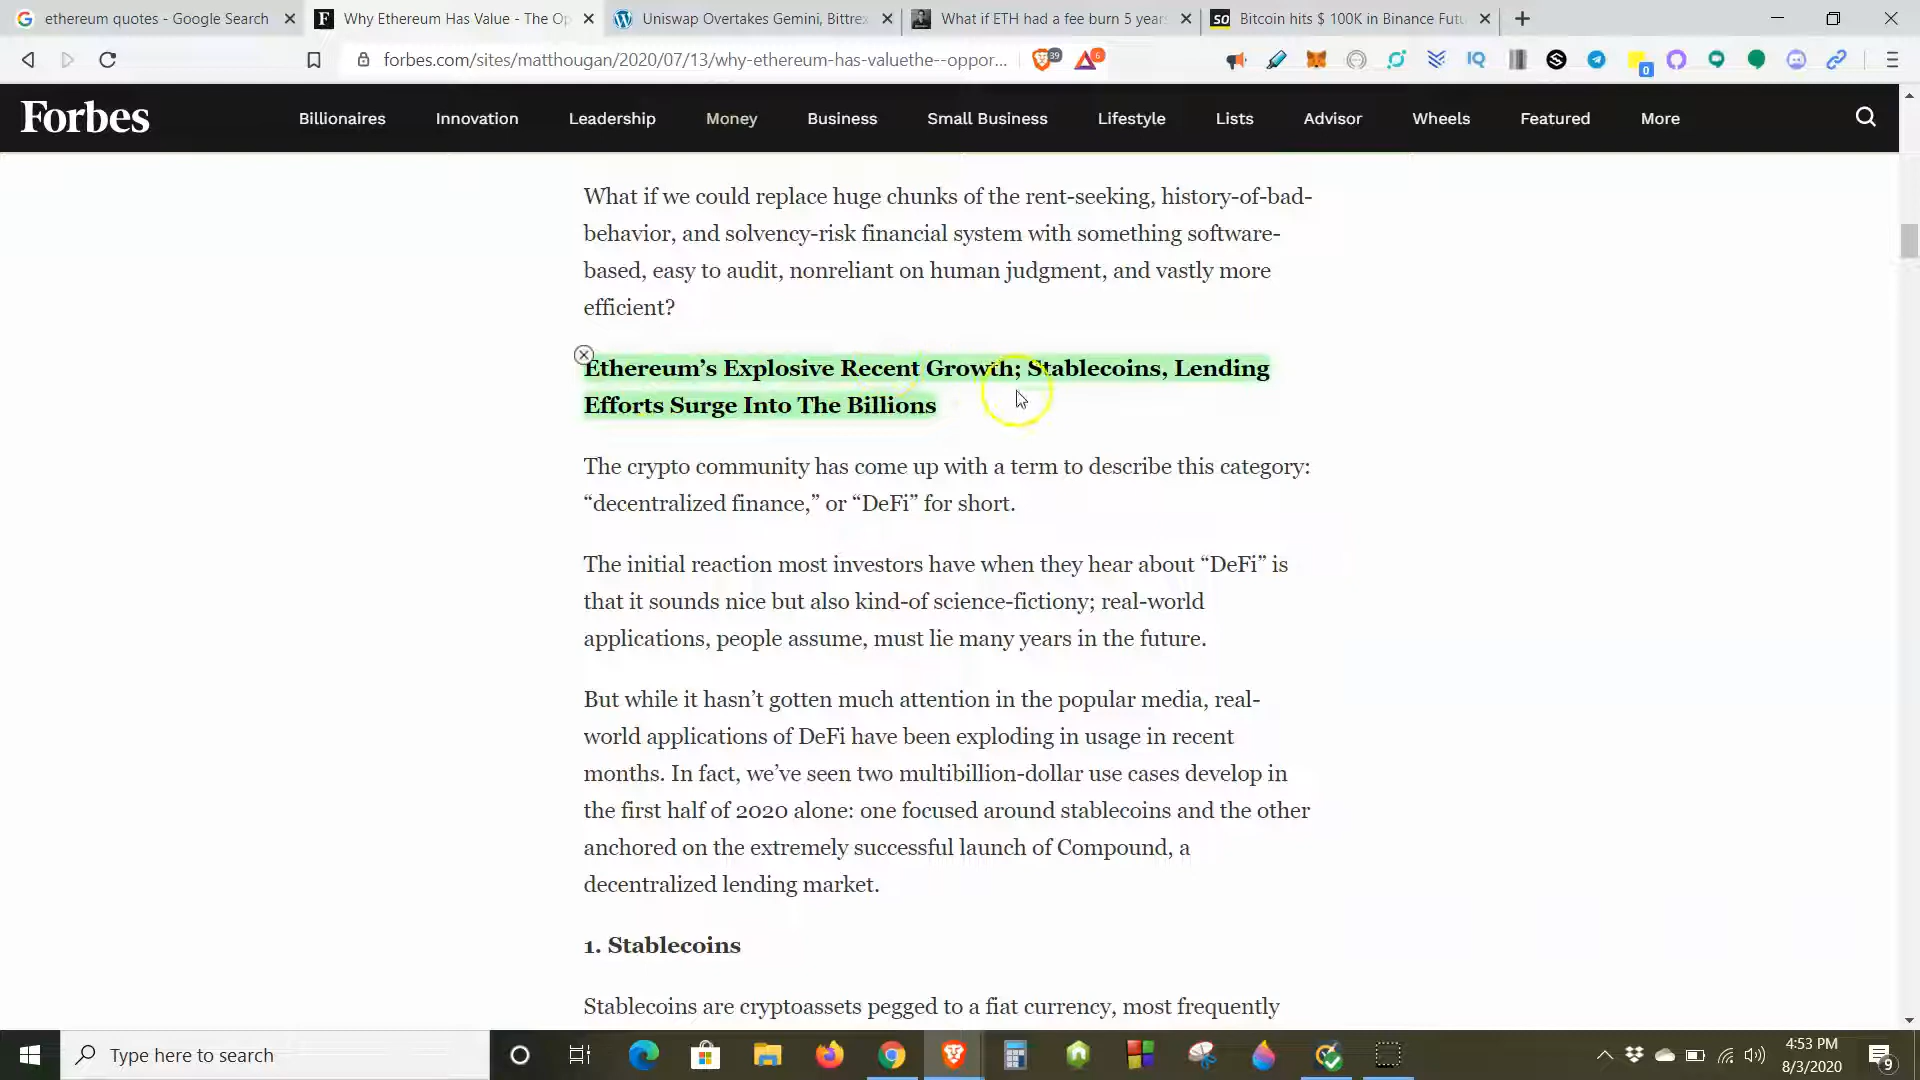 ethereum quotes - Google Search
Why Ethereum Has Value - The Op
Uniswap Overtakes Gemini, Bittrex
What if ETH had a fee burn 5 years
Bitcoin hits $ 100K in Binance Futu
forbes.com/sites/matthougan/2020/07/13/why-ethereum-has-valuethe--oppor...
39
6
IQ
0
Forbes
Billionaires
Innovation
Leadership
Money
Business
Small Business
Lifestyle
Lists
Advisor
Wheels
Featured
More
What if we could replace huge chunks of the rent-seeking, history-of-bad-
behavior, and solvency-risk financial system with something software-
based, easy to audit, nonreliant on human judgment, and vastly more
efficient?
Ethereum’s Explosive Recent Growth; Stablecoins, Lending
Efforts Surge Into The Billions
The crypto community has come up with a term to describe this category:
“decentralized finance,” or “DeFi” for short.
The initial reaction most investors have when they hear about “DeFi” is
that it sounds nice but also kind-of science-fictiony; real-world
applications, people assume, must lie many years in the future.
But while it hasn’t gotten much attention in the popular media, real-
world applications of DeFi have been exploding in usage in recent
months. In fact, we’ve seen two multibillion-dollar use cases develop in
the first half of 2020 alone: one focused around stablecoins and the other
anchored on the extremely successful launch of Compound, a
decentralized lending market.
1. Stablecoins
Stablecoins are cryptoassets pegged to a fiat currency, most frequently
Type here to search
4:53 PM
8/3/2020
9